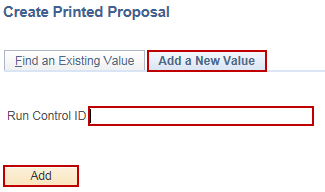 Create Printed Proposal
Find an Existing Value Add a New Value
Run Control ID
Add